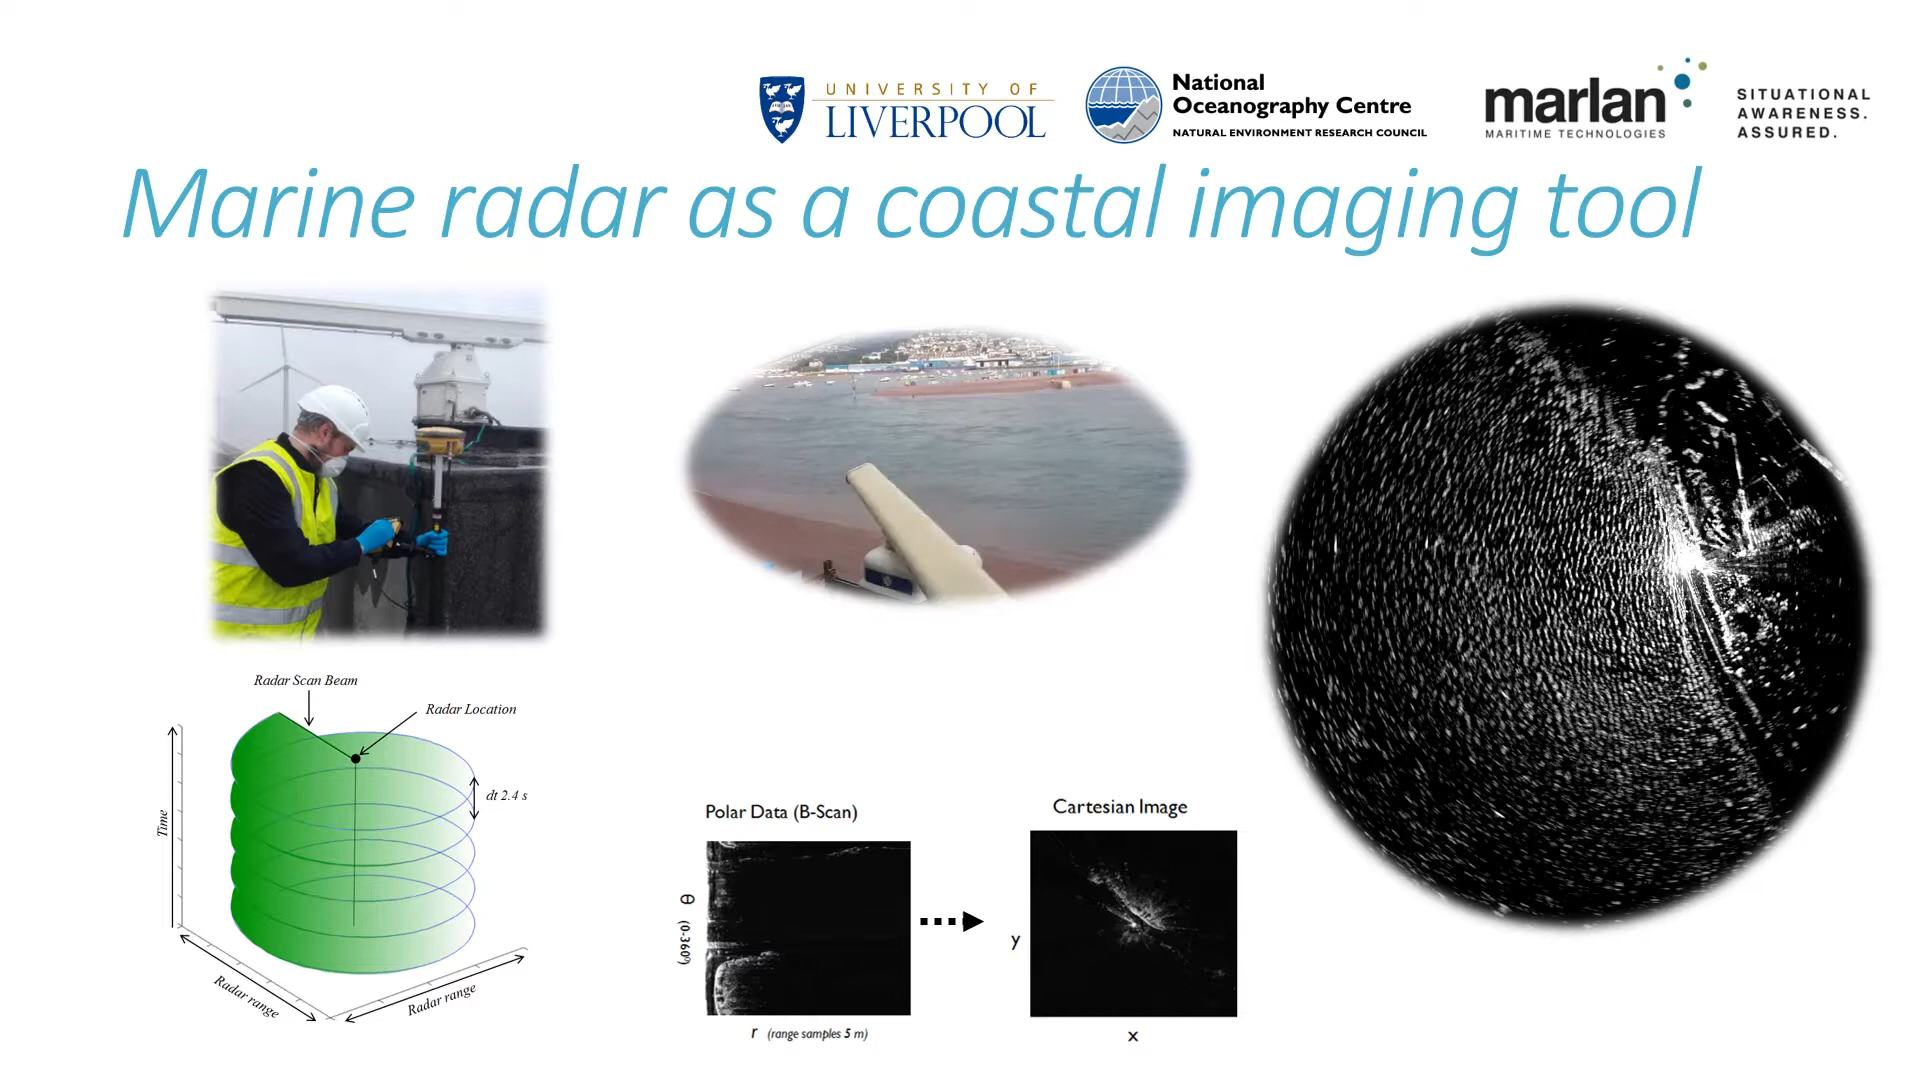 UNIVERSITY OF
LIVERPOOL
National
Oceanography Centre
NATURAL ENVIRONMENT RESEARCH COUNCIL
marlan
MARITIME TECHNOLOGIES
SITUATIONAL
AWARENESS.
ASSURED.
Marine radar as a coastal imaging tool
Radar Scan Beam
Radar Location
dt 2.4 s
Time
Radar range
Radar range
Polar Data (B-Scan)
θ (0-360º)
r (range samples 5 m)
Cartesian Image
y
x